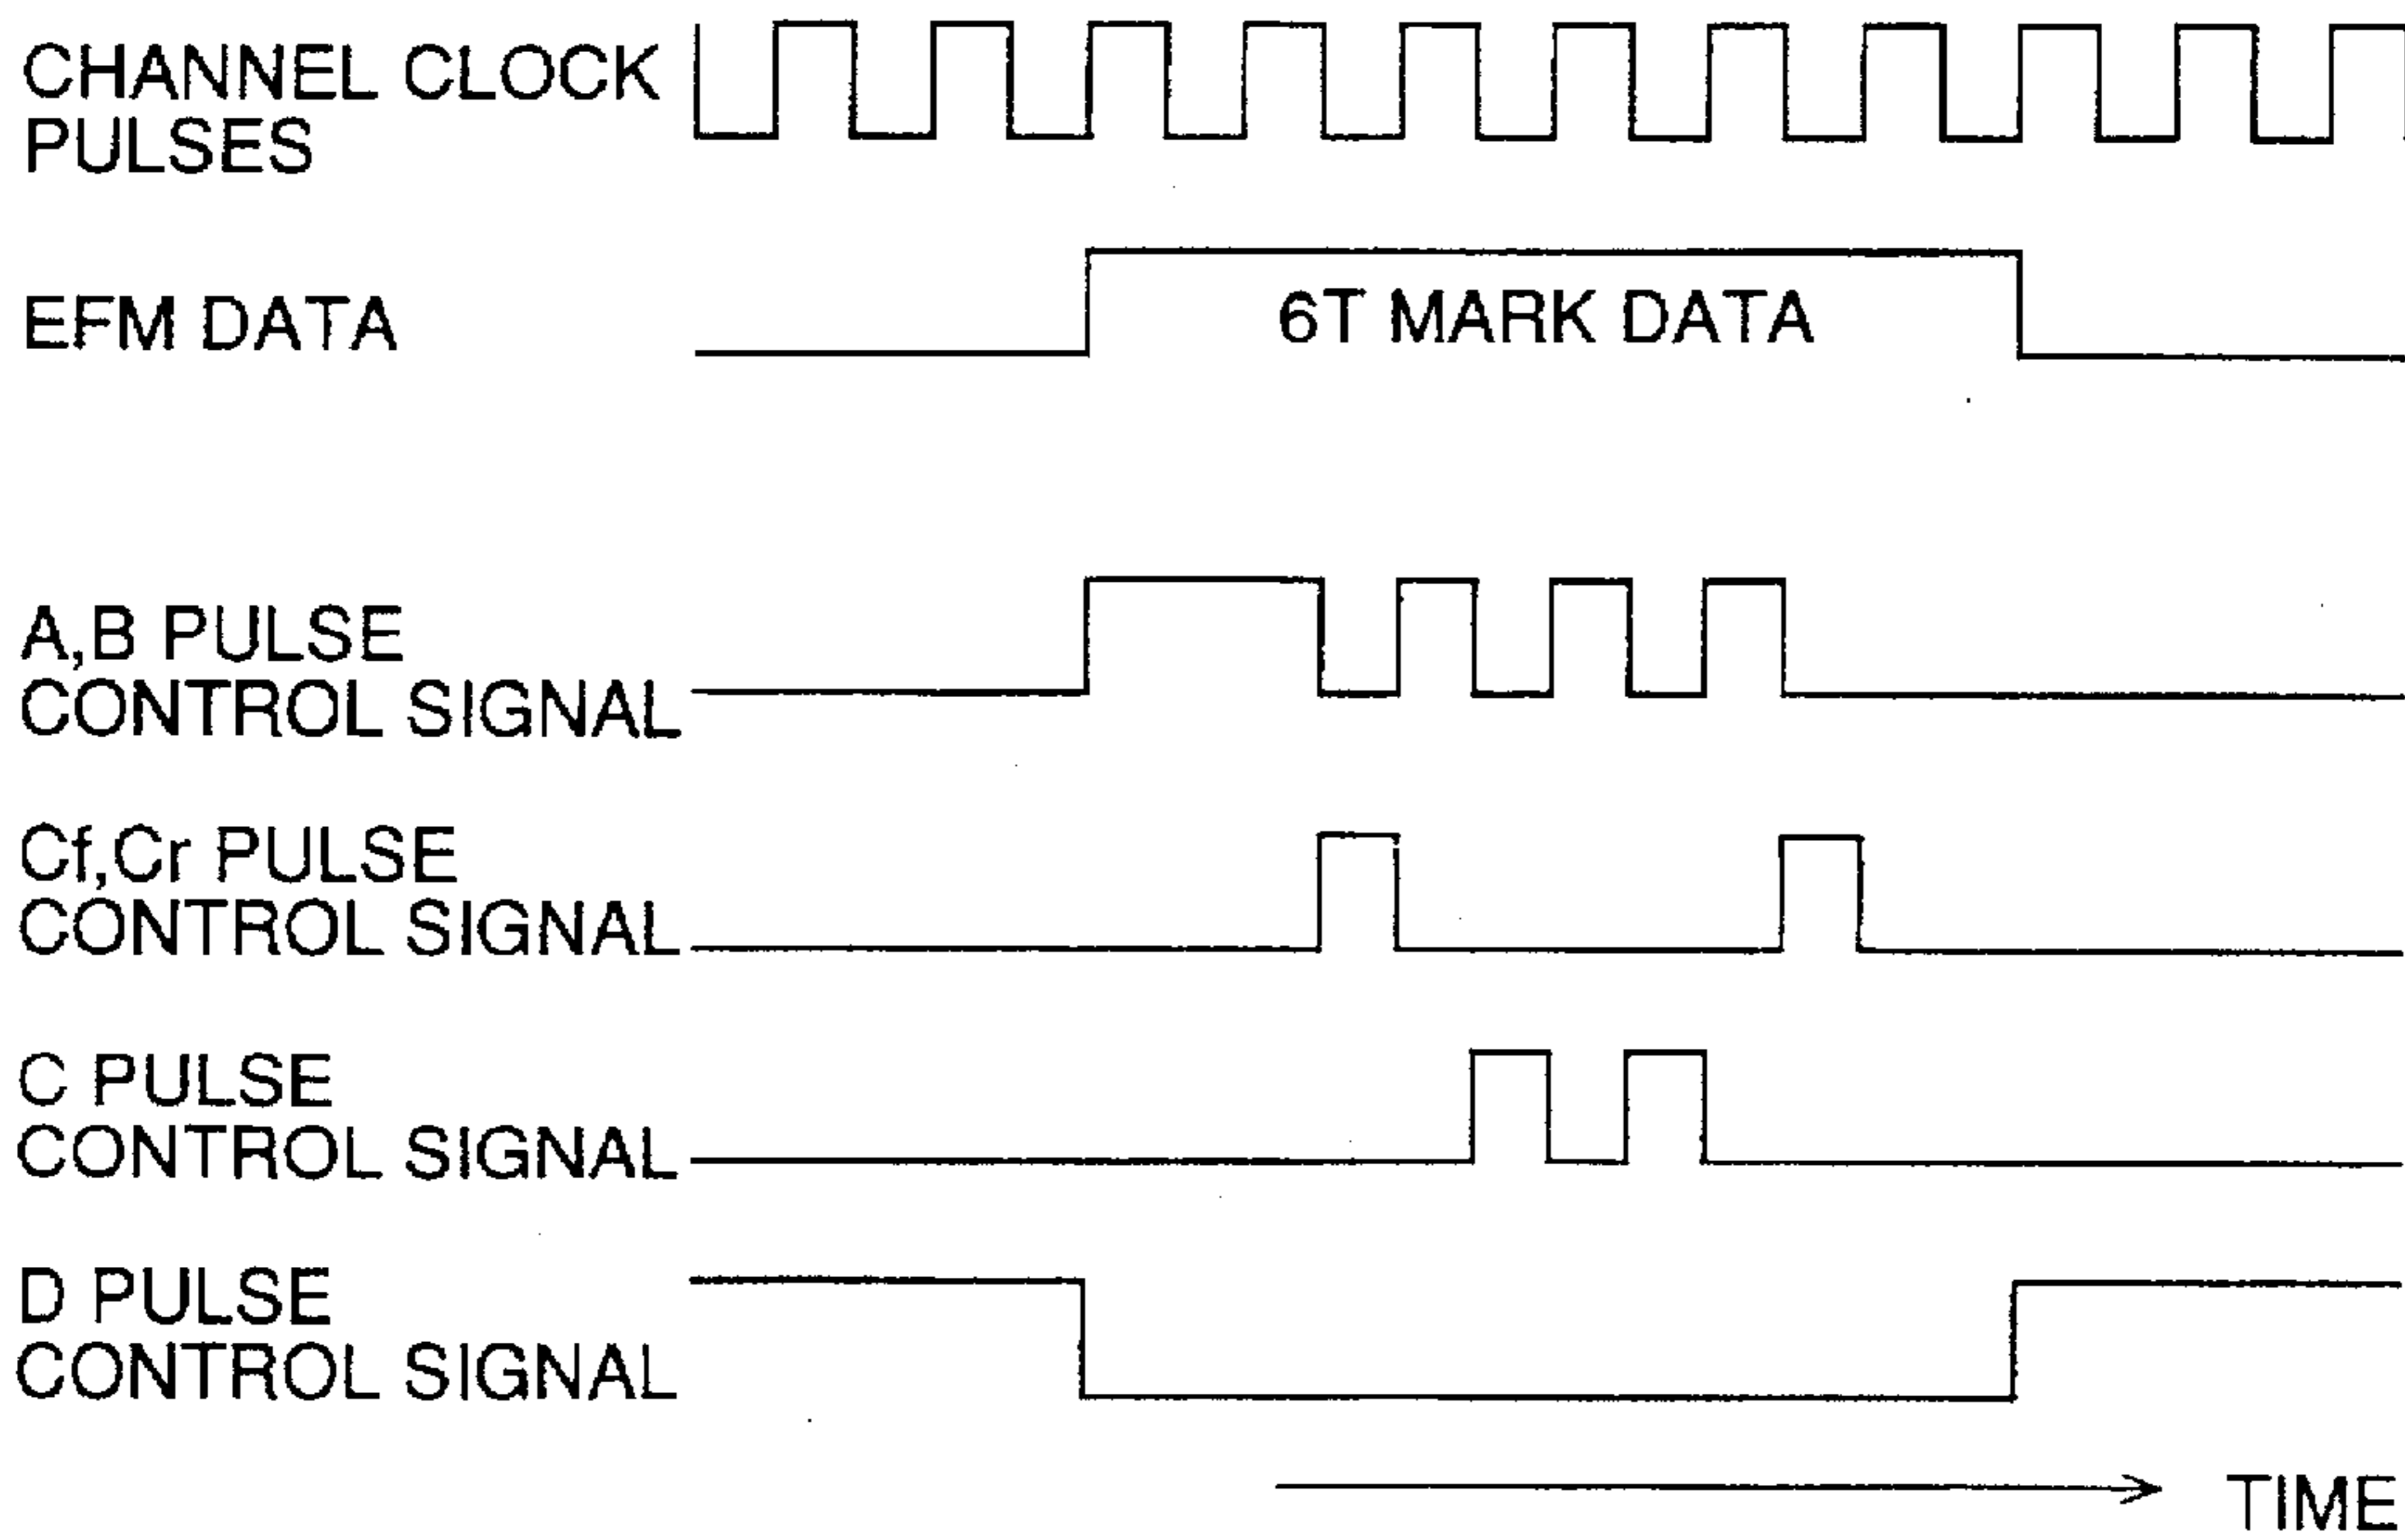 CHANNEL CLOCK
PULSES
EFM DATA
6T MARK DATA
A,B PULSE
CONTROL SIGNAL
Cf,Cr PULSE
CONTROL SIGNAL
C PULSE
CONTROL SIGNAL
D PULSE
CONTROL SIGNAL
TIME